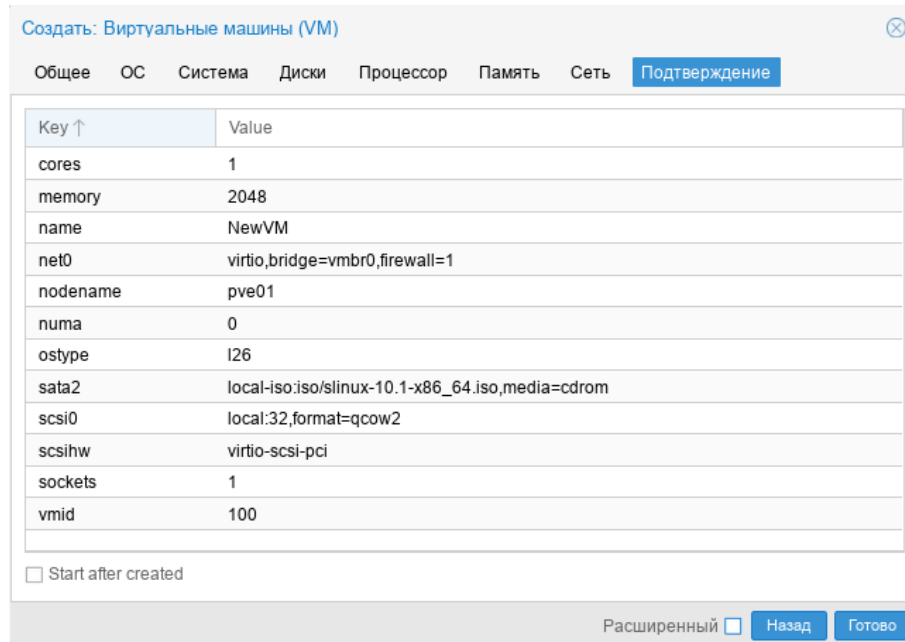 Создать: Виртуальные машины (VM)
Общее ОС Система Диски Процессор Память Сеть Подтверждение
Key ↑ Value
cores 1
memory 2048
name NewVM
net0 virtio,bridge=vmbr0,firewall=1
nodename pve01
numa 0
ostype l26
sata2 local-iso:iso/slinux-10.1-x86_64.iso,media=cdrom
scsi0 local:32,format=qcow2
scsihw virtio-scsi-pci
sockets 1
vmid 100
Start after created
Расширенный Назад Готово